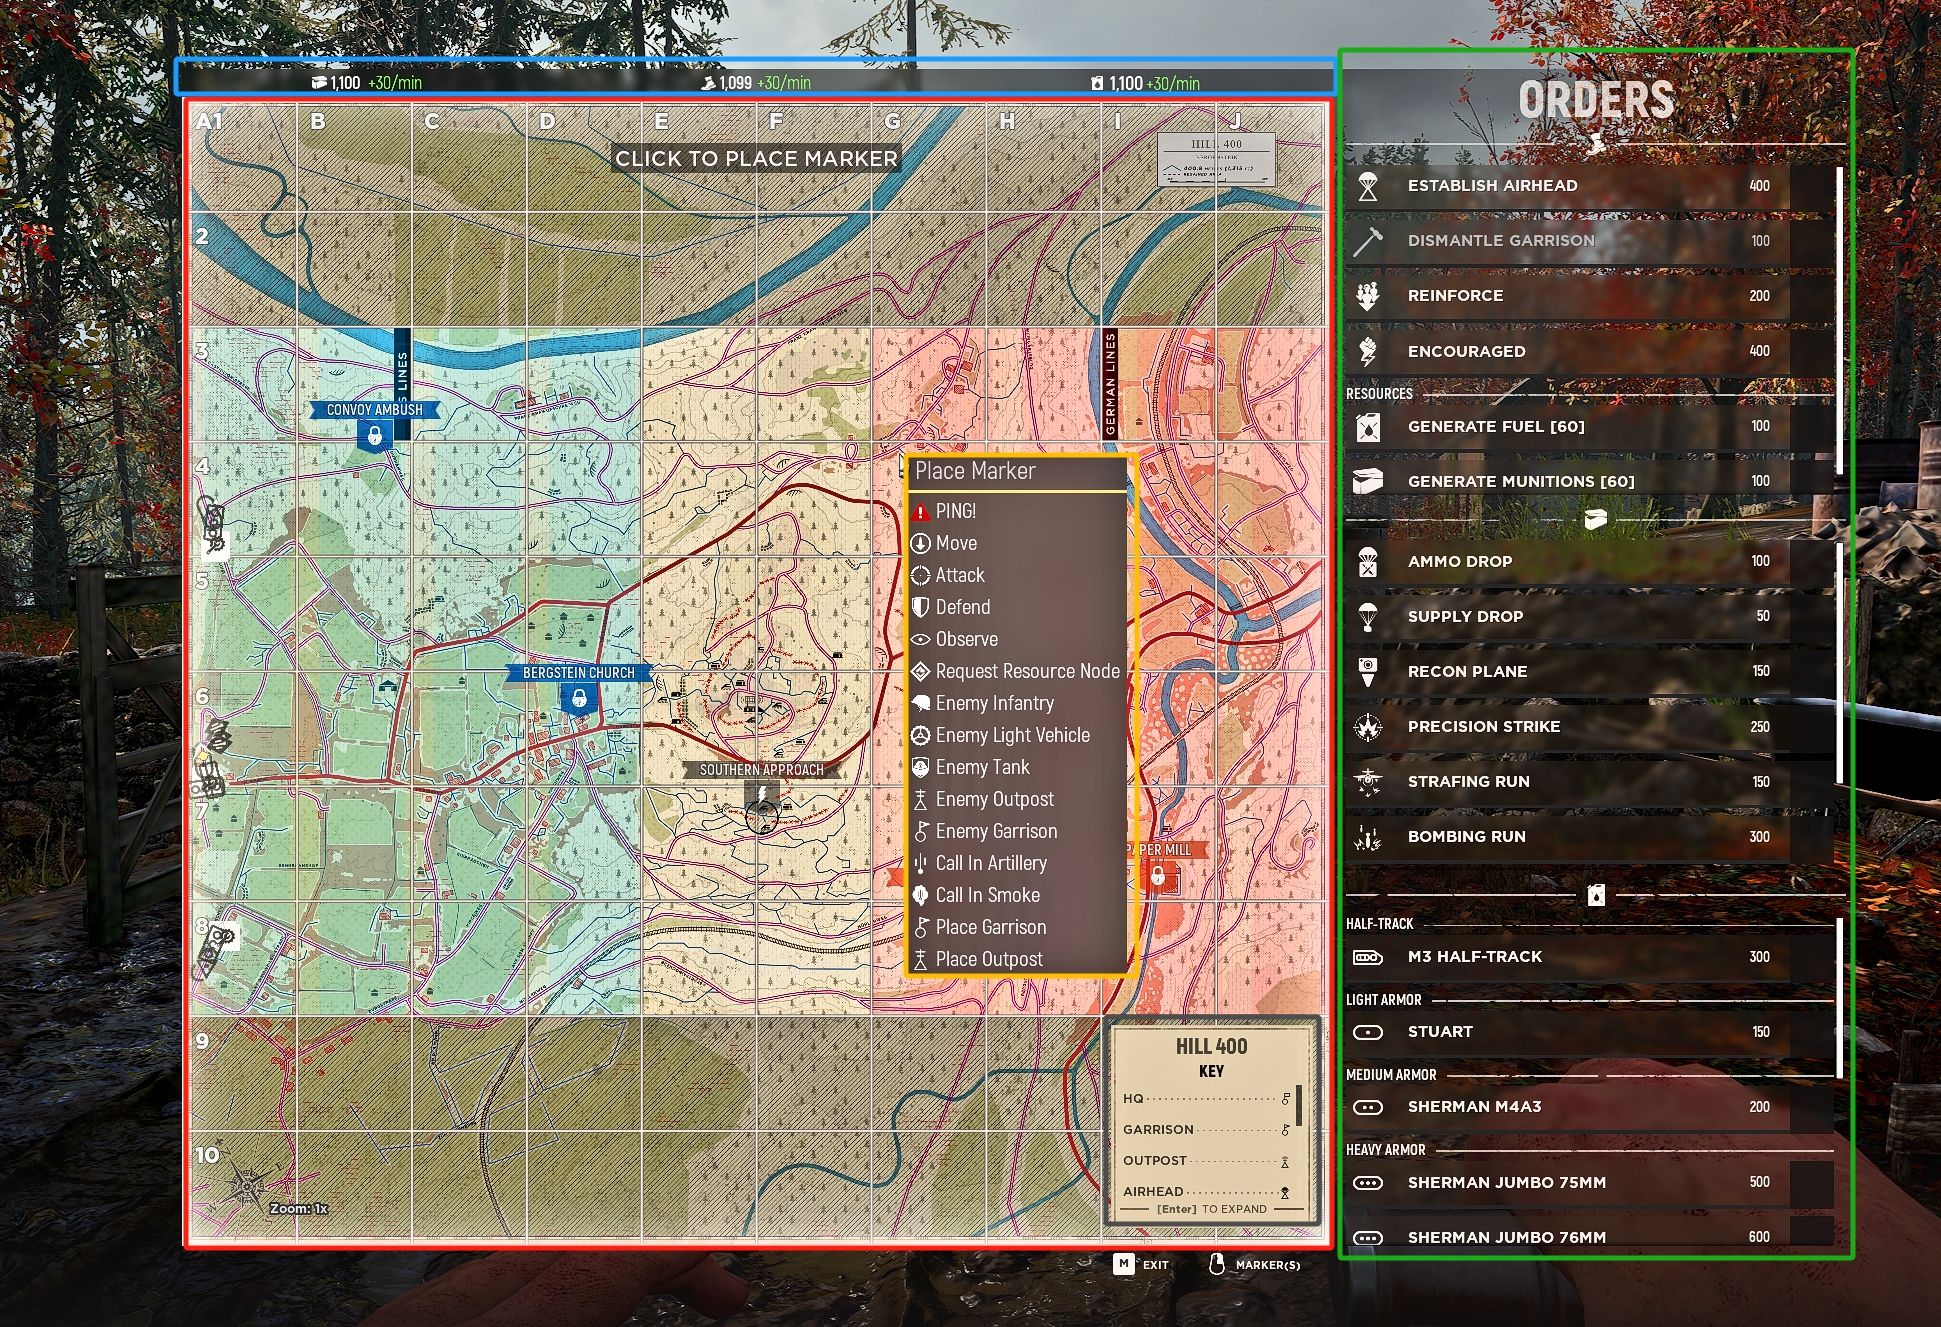 1,100 +30/min
1,099 +30/min
1,100 +30/min
A1 B C D E F G H I J
CLICK TO PLACE MARKER
HILL 400
2
3
LINES
GERMAN LINES
CONVOY AMBUSH
4
5
BERGSTEIN CHURCH
6
SOUTHERN APPROACH
7
PAPER MILL
8
9
10
Zoom: 1x
Place Marker
PING!
Move
Attack
Defend
Observe
Request Resource Node
Enemy Infantry
Enemy Light Vehicle
Enemy Tank
Enemy Outpost
Enemy Garrison
Call In Artillery
Call In Smoke
Place Garrison
Place Outpost
HILL 400
KEY
HQ
GARRISON
OUTPOST
AIRHEAD
[Enter] TO EXPAND
M EXIT
MARKER(S)
ORDERS
ESTABLISH AIRHEAD 400
DISMANTLE GARRISON 100
REINFORCE 200
ENCOURAGED 400
RESOURCES
GENERATE FUEL [60] 100
GENERATE MUNITIONS [60] 100
AMMO DROP 100
SUPPLY DROP 50
RECON PLANE 150
PRECISION STRIKE 250
STRAFING RUN 150
BOMBING RUN 300
HALF-TRACK
M3 HALF-TRACK 300
LIGHT ARMOR
STUART 150
MEDIUM ARMOR
SHERMAN M4A3 200
HEAVY ARMOR
SHERMAN JUMBO 75MM 500
SHERMAN JUMBO 76MM 600